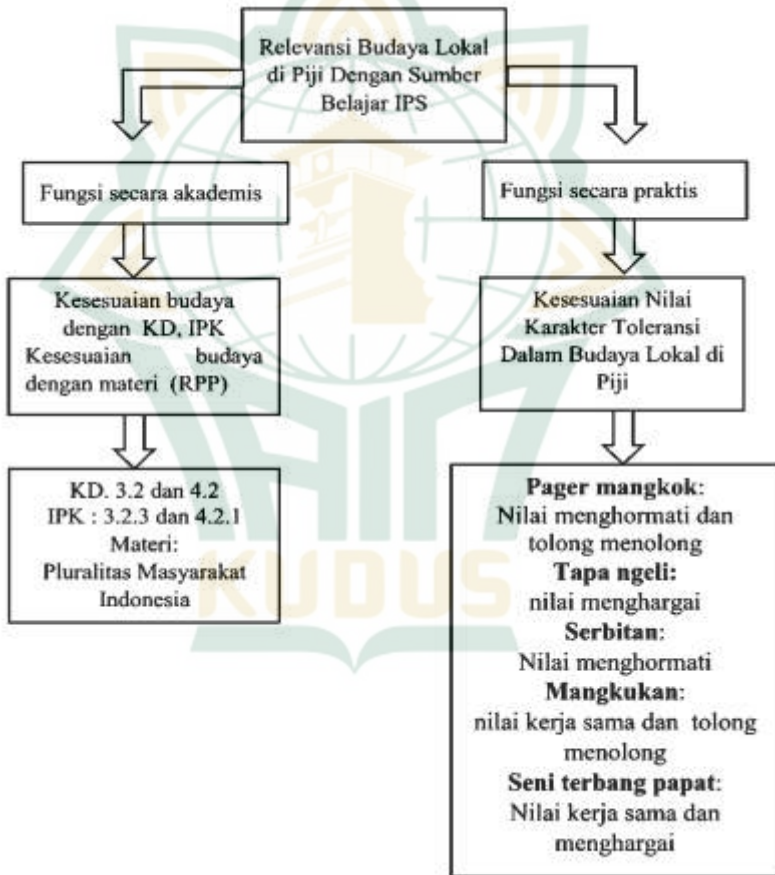 Relevansi Budaya Lokal
di Piji Dengan Sumber
Belajar IPS
Fungsi secara akademis
Fungsi secara praktis
Kesesuaian budaya
dengan KD, IPK
Kesesuaian budaya
dengan materi (RPP)
Kesesuaian Nilai
Karakter Toleransi
Dalam Budaya Lokal di
Piji
KD. 3.2 dan 4.2
IPK : 3.2.3 dan 4.2.1
Materi:
Pluralitas Masyarakat
Indonesia
Pager mangkok:
Nilai menghormati dan
tolong menolong
Tapa ngeli:
nilai menghargai
Serbitan:
Nilai menghormati
Mangkukan:
nilai kerja sama dan tolong
menolong
Seni terbang papat:
Nilai kerja sama dan
menghargai
KUDUS